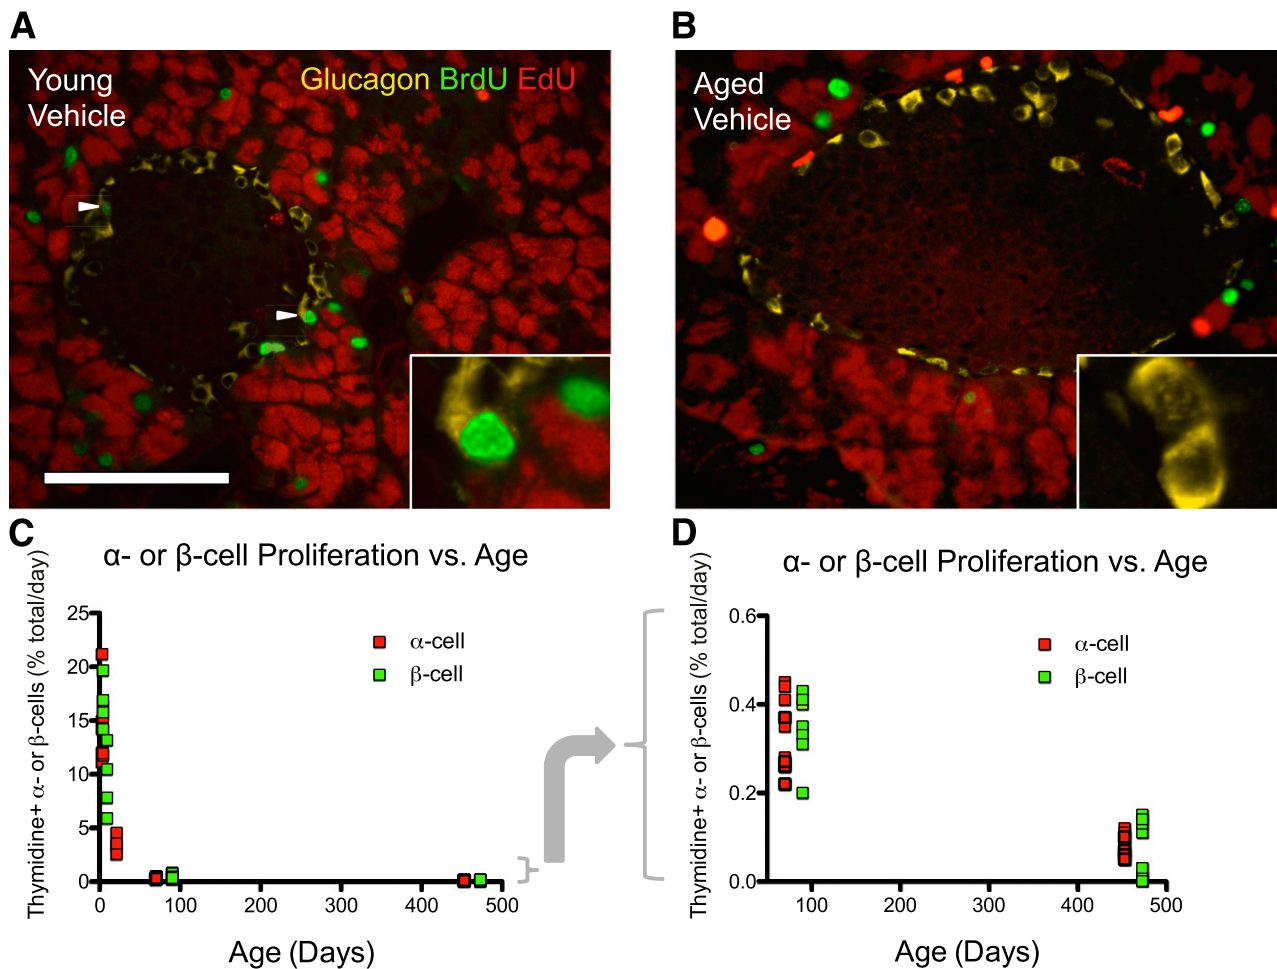 A
Young
Vehicle
Glucagon BrdU EdU
B
Aged
Vehicle
C
α- or β-cell Proliferation vs. Age
Thymidine+ α- or β-cells (% total/day)
25
20
15
10
5
0
α-cell
β-cell
0 100 200 300 400 500
Age (Days)
D
α- or β-cell Proliferation vs. Age
Thymidine+ α- or β-cells (% total/day)
0.6
0.4
0.2
0.0
α-cell
β-cell
100 200 300 400 500
Age (Days)